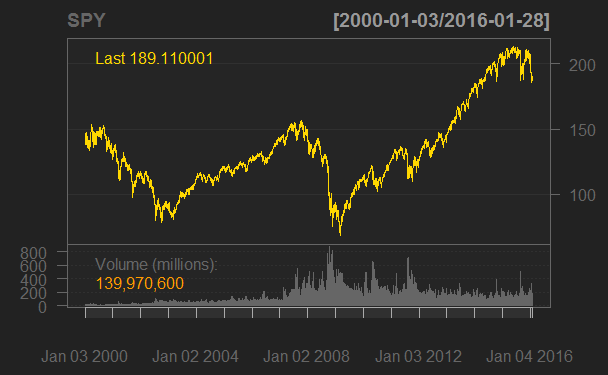 SPY [2000-01-03/2016-01-28]
Last 189.110001
200
150
100
Volume (millions):
139,970,600
800
600
400
200
0
Jan 03 2000 Jan 02 2004 Jan 02 2008 Jan 03 2012 Jan 04 2016